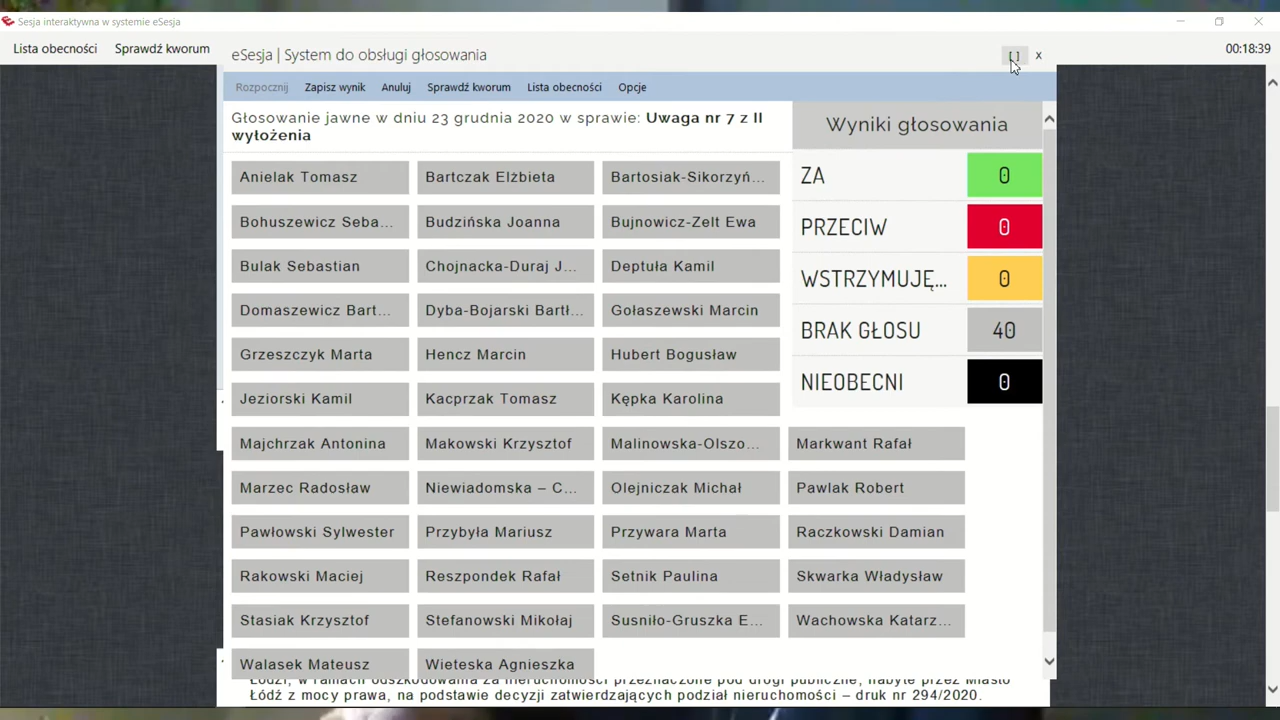 Sesja interaktywna w systemie eSesja
Lista obecności Sprawdź kworum 00:18:39
eSesja | System do obsługi głosowania [ ] x
Rozpocznij Zapisz wynik Anuluj Sprawdź kworum Lista obecności Opcje
Głosowanie jawne w dniu 23 grudnia 2020 w sprawie: Uwaga nr 7 z II
wyłożenia
Wyniki głosowania
ZA 0
PRZECIW 0
WSTRZYMUJĘ... 0
BRAK GŁOSU 40
NIEOBECNI 0
Anielak Tomasz Bartczak Elżbieta Bartosiak-Sikorzyń...
Bohuszewicz Seba... Budzińska Joanna Bujnowicz-Zelt Ewa
Bulak Sebastian Chojnacka-Duraj J... Deptuła Kamil
Domaszewicz Bart... Dyba-Bojarski Bartł... Gołaszewski Marcin
Grzeszczyk Marta Hencz Marcin Hubert Bogusław
Jeziorski Kamil Kacprzak Tomasz Kępka Karolina
Majchrzak Antonina Makowski Krzysztof Malinowska-Olszo... Markwant Rafał
Marzec Radosław Niewiadomska – C... Olejniczak Michał Pawlak Robert
Pawłowski Sylwester Przybyła Mariusz Przywara Marta Raczkowski Damian
Rakowski Maciej Reszpondek Rafał Setnik Paulina Skwarka Władysław
Stasiak Krzysztof Stefanowski Mikołaj Susniło-Gruszka E... Wachowska Katarz...
Walasek Mateusz Wieteska Agnieszka
Łodzi, w ramach odszkodowania za nieruchomości przeznaczone pod drogi publiczne, nabyte przez Miasto
Łódź z mocy prawa, na podstawie decyzji zatwierdzających podział nieruchomości – druk nr 294/2020.